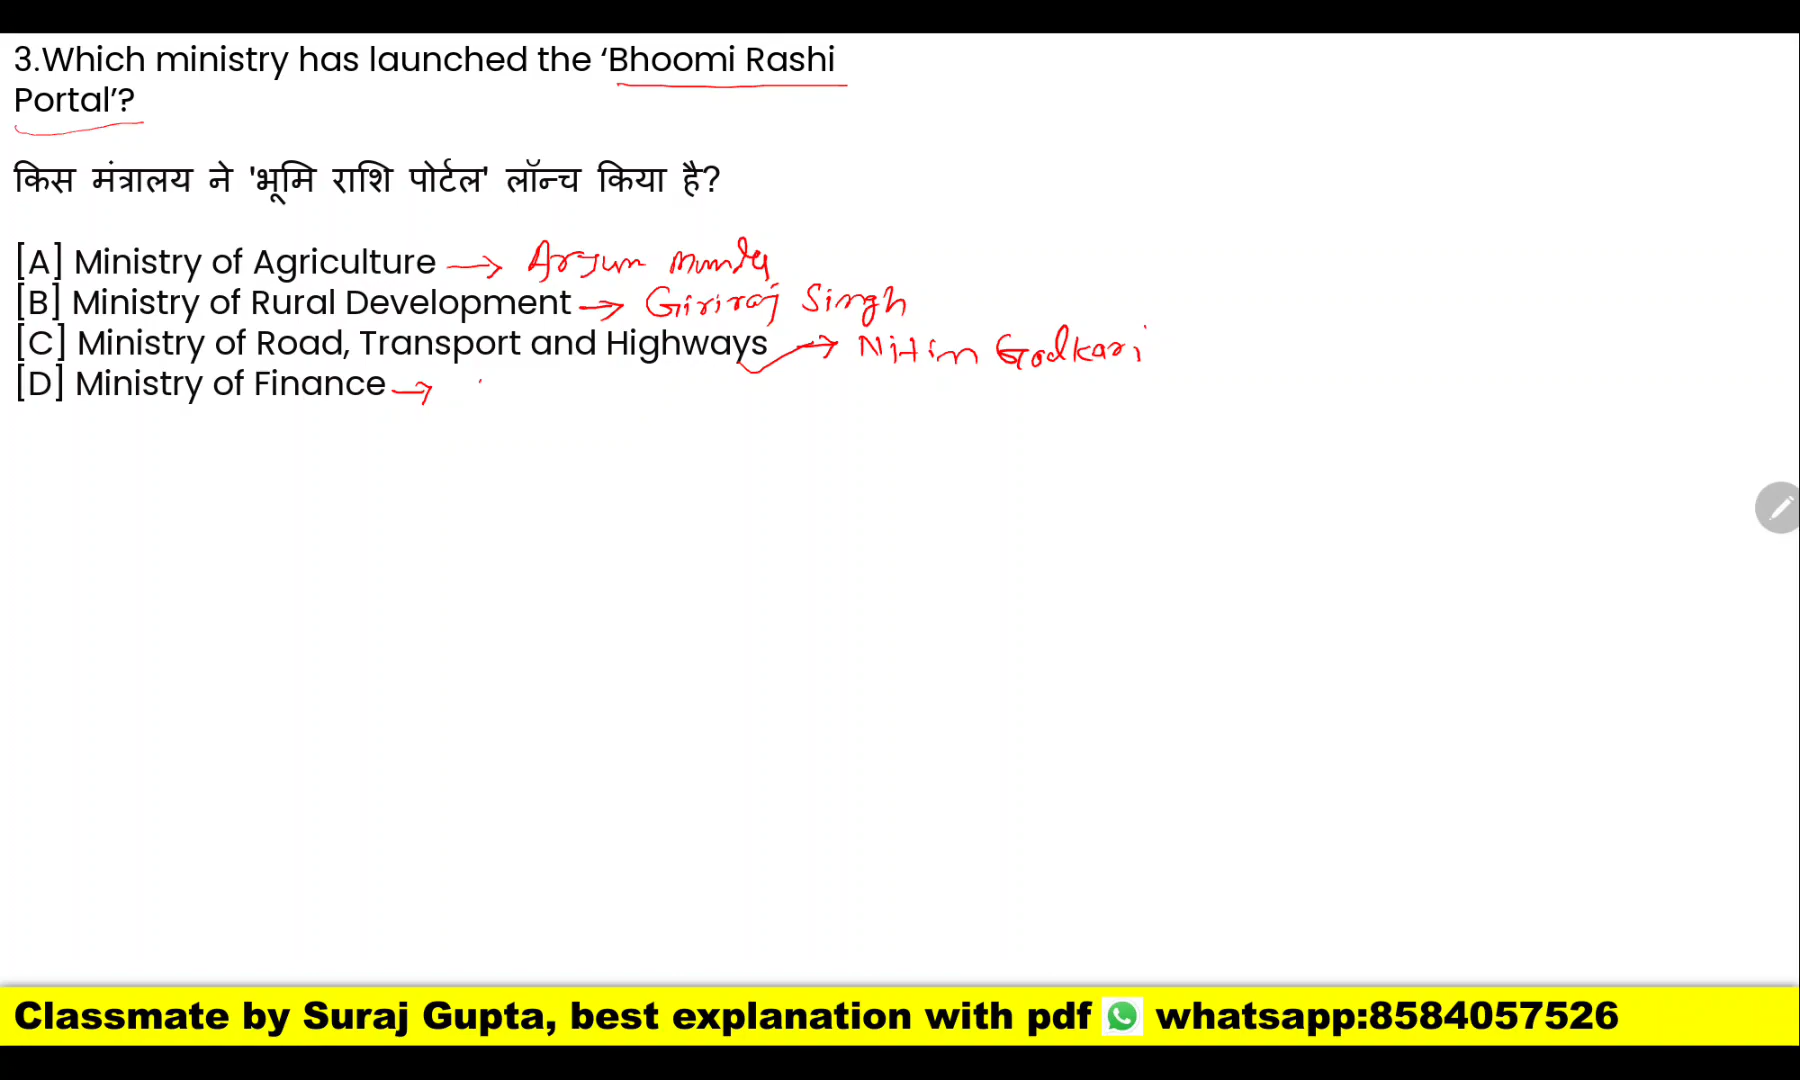 3.Which ministry has launched the ‘Bhoomi Rashi
Portal’?
किस मंत्रालय ने 'भूमि राशि पोर्टल' लॉन्च किया है?
[A] Ministry of Agriculture → Arjun Munda
[B] Ministry of Rural Development → Giriraj Singh
[C] Ministry of Road, Transport and Highways → Nitin Gadkari
[D] Ministry of Finance →
Classmate by Suraj Gupta, best explanation with pdf whatsapp:8584057526